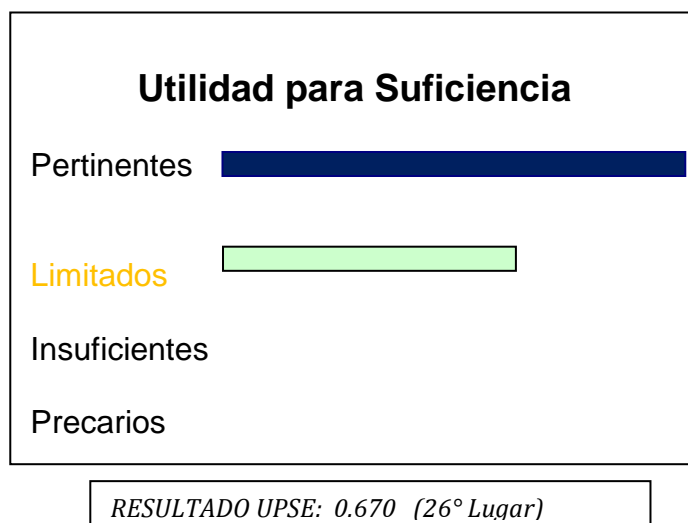 Utilidad para Suficiencia
Pertinentes
Limitados
Insuficientes
Precarios
RESULTADO UPSE: 0.670 (26° Lugar)